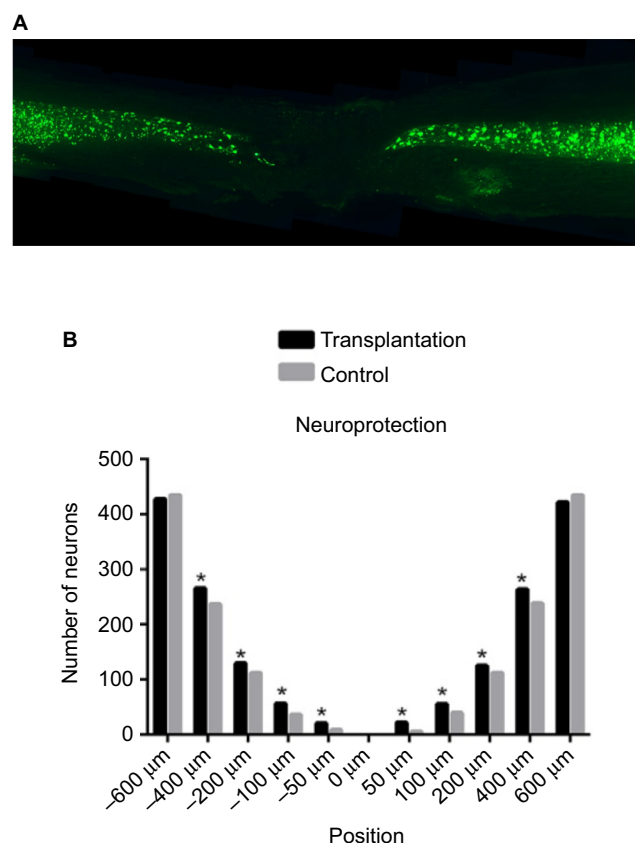 A
B
Transplantation
Control
Neuroprotection
500
400
300
200
100
0
Number of neurons
* * * * * * * *
–600 μm –400 μm –200 μm –100 μm –50 μm 0 μm 50 μm 100 μm 200 μm 400 μm 600 μm
Position